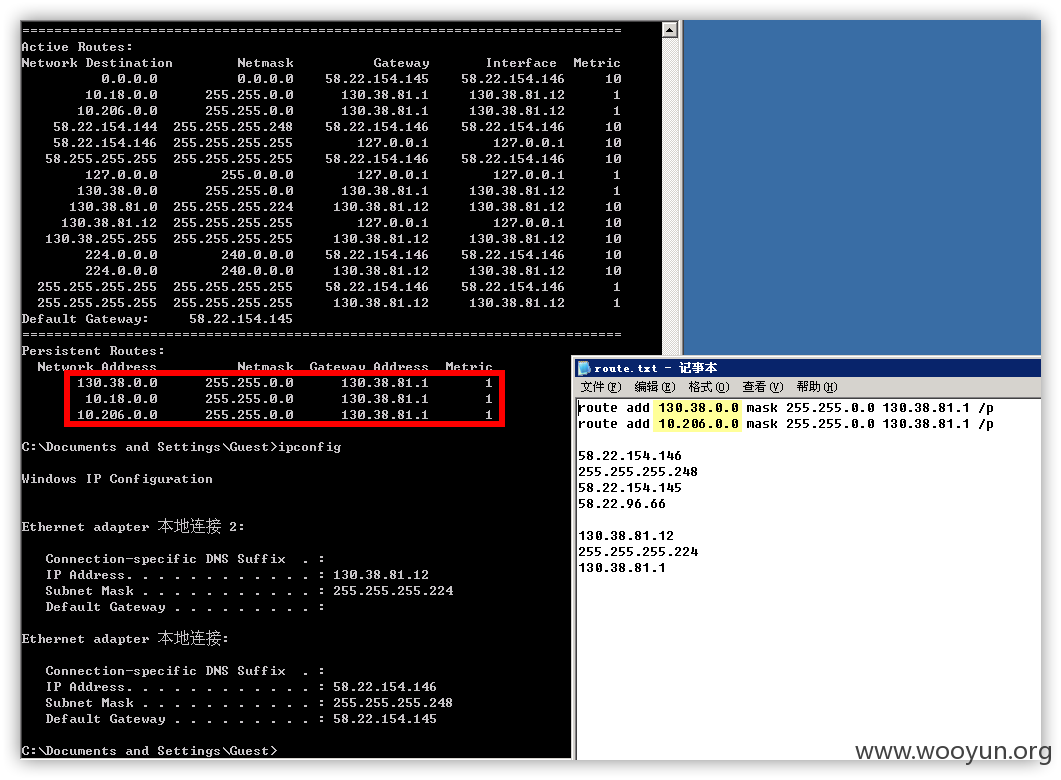 ===========================================================================
Active Routes:
Network Destination        Netmask          Gateway       Interface  Metric
          0.0.0.0          0.0.0.0    58.22.154.145    58.22.154.146     10
        10.18.0.0      255.255.0.0      130.38.81.1     130.38.81.12      1
       10.206.0.0      255.255.0.0      130.38.81.1     130.38.81.12      1
    58.22.154.144  255.255.255.248    58.22.154.146    58.22.154.146     10
    58.22.154.146  255.255.255.255        127.0.0.1        127.0.0.1     10
   58.255.255.255  255.255.255.255    58.22.154.146    58.22.154.146     10
        127.0.0.0        255.0.0.0        127.0.0.1        127.0.0.1      1
       130.38.0.0      255.255.0.0      130.38.81.1     130.38.81.12      1
      130.38.81.0  255.255.255.224     130.38.81.12     130.38.81.12     10
     130.38.81.12  255.255.255.255        127.0.0.1        127.0.0.1     10
   130.38.255.255  255.255.255.255     130.38.81.12     130.38.81.12     10
        224.0.0.0        240.0.0.0    58.22.154.146    58.22.154.146     10
        224.0.0.0        240.0.0.0     130.38.81.12     130.38.81.12     10
  255.255.255.255  255.255.255.255    58.22.154.146    58.22.154.146      1
  255.255.255.255  255.255.255.255     130.38.81.12     130.38.81.12      1
Default Gateway:     58.22.154.145
===========================================================================
Persistent Routes:
  Network Address          Netmask  Gateway Address  Metric
       130.38.0.0      255.255.0.0      130.38.81.1       1
        10.18.0.0      255.255.0.0      130.38.81.1       1
       10.206.0.0      255.255.0.0      130.38.81.1       1
C:\Documents and Settings\Guest>ipconfig
Windows IP Configuration
Ethernet adapter 本地连接 2:
   Connection-specific DNS Suffix  . :
   IP Address. . . . . . . . . . . . : 130.38.81.12
   Subnet Mask . . . . . . . . . . . : 255.255.255.224
   Default Gateway . . . . . . . . . :
Ethernet adapter 本地连接:
   Connection-specific DNS Suffix  . :
   IP Address. . . . . . . . . . . . : 58.22.154.146
   Subnet Mask . . . . . . . . . . . : 255.255.255.248
   Default Gateway . . . . . . . . . : 58.22.154.145
C:\Documents and Settings\Guest>
route.txt - 记事本
文件(F) 编辑(E) 格式(O) 查看(V) 帮助(H)
route add 130.38.0.0 mask 255.255.0.0 130.38.81.1 /p
route add 10.206.0.0 mask 255.255.0.0 130.38.81.1 /p
58.22.154.146
255.255.255.248
58.22.154.145
58.22.96.66
130.38.81.12
255.255.255.224
130.38.81.1
www.wooyun.org